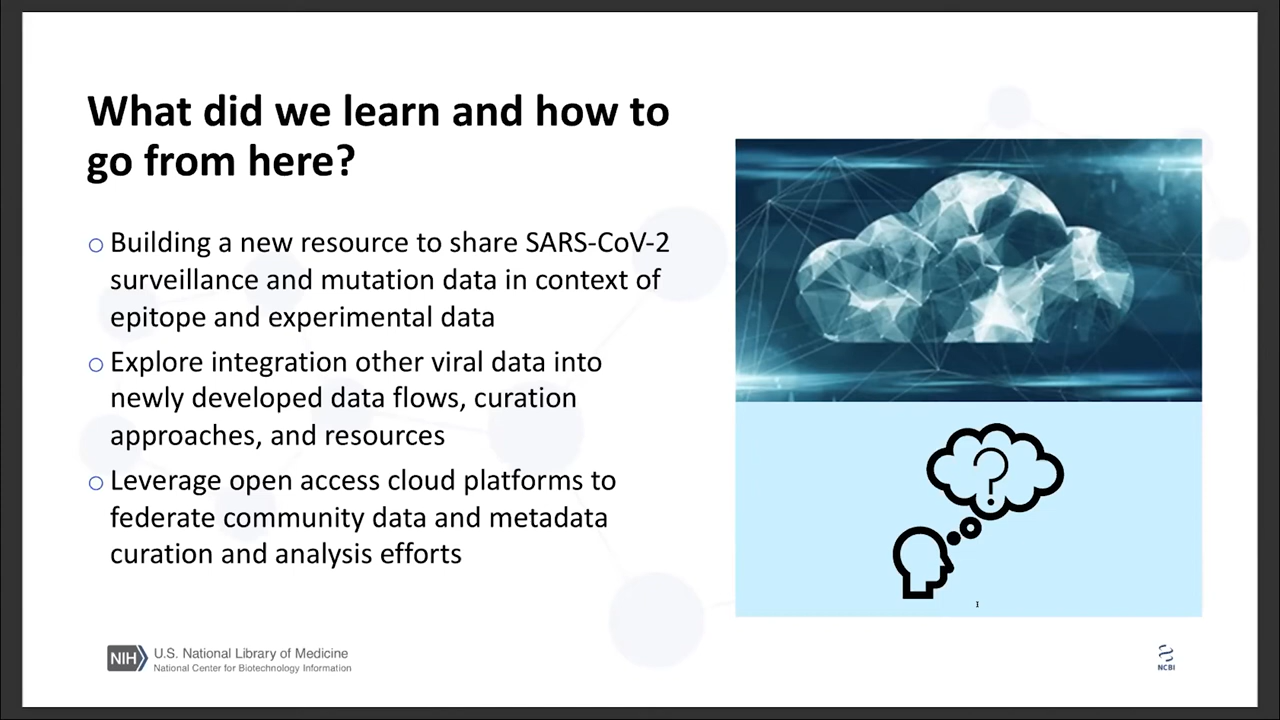 What did we learn and how to
go from here?
○ Building a new resource to share SARS-CoV-2
surveillance and mutation data in context of
epitope and experimental data
○ Explore integration other viral data into
newly developed data flows, curation
approaches, and resources
○ Leverage open access cloud platforms to
federate community data and metadata
curation and analysis efforts
?
NIH U.S. National Library of Medicine
National Center for Biotechnology Information
NCBI